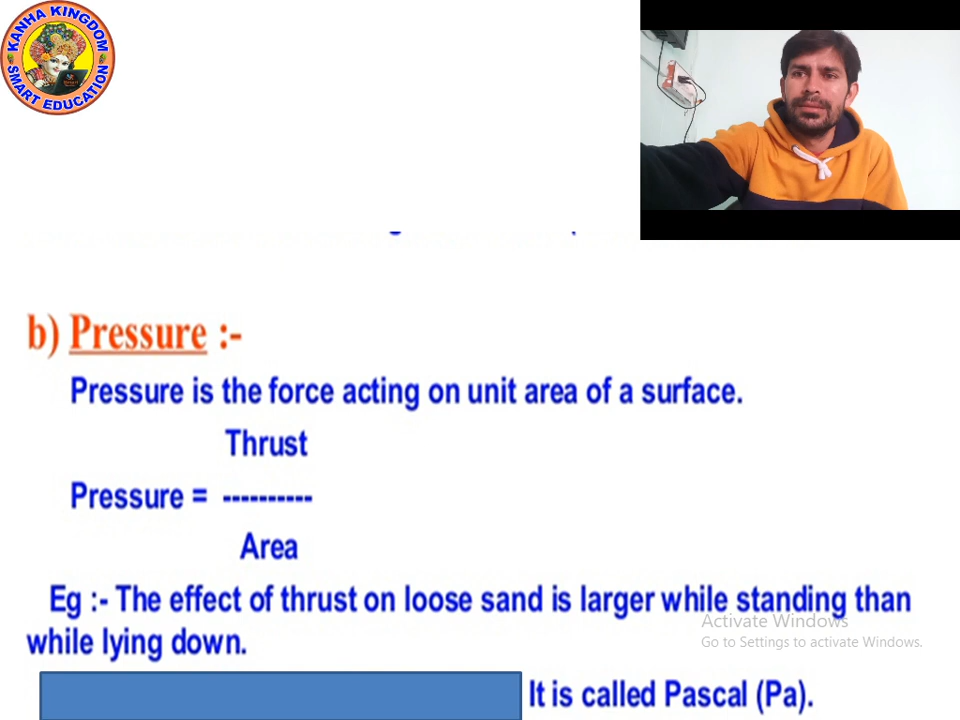 KANHA KINGDOM
SMART EDUCATION
b) Pressure :-
Pressure is the force acting on unit area of a surface.
Thrust
Pressure = ----------
Area
Eg :- The effect of thrust on loose sand is larger while standing than
while lying down.
Activate Windows
Go to Settings to activate Windows.
It is called Pascal (Pa).